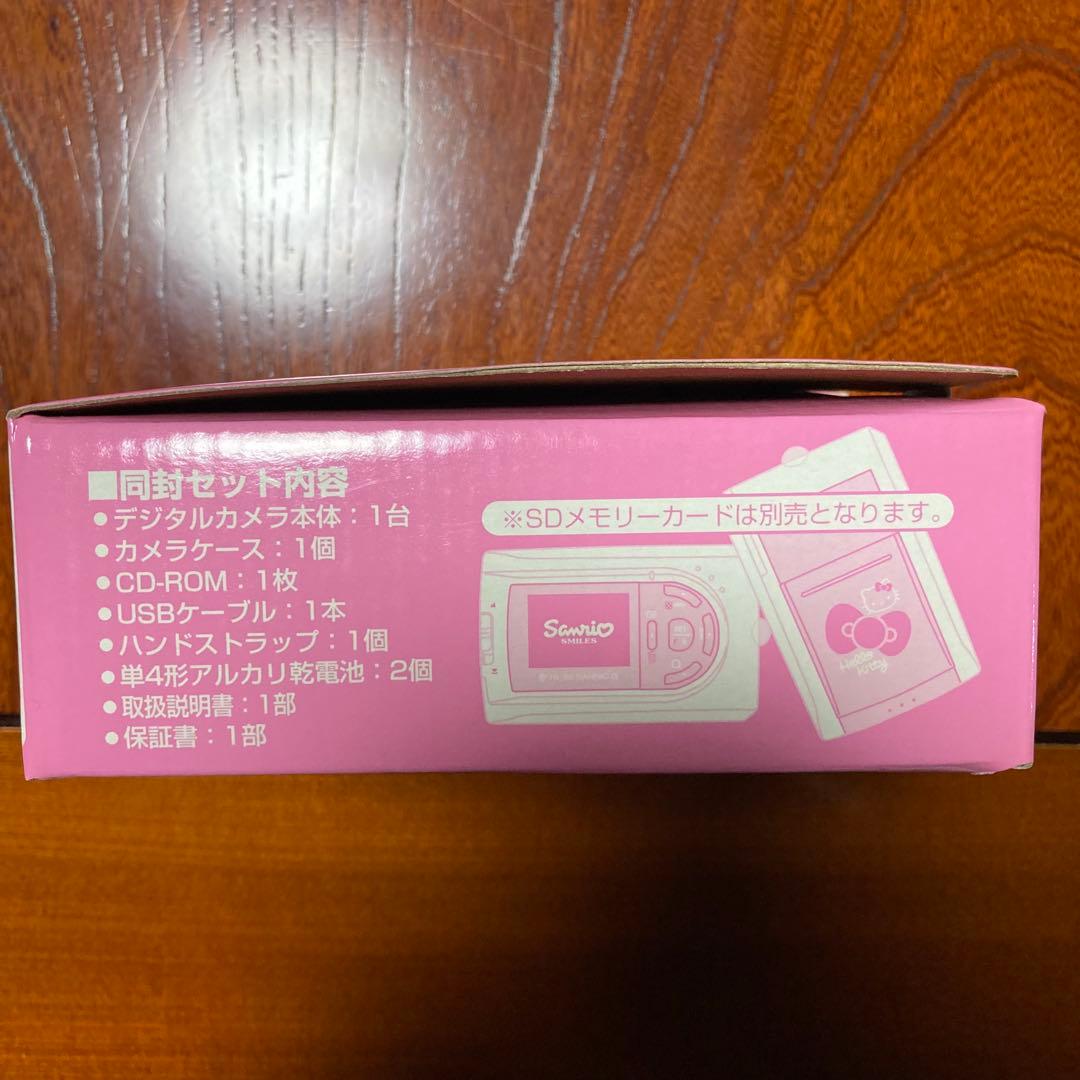 ■同封セット内容
●デジタルカメラ本体：1台
●カメラケース：1個
●CD-ROM：1枚
●USBケーブル：1本
●ハンドストラップ：1個
●単4形アルカリ乾電池：2個
●取扱説明書：1部
●保証書：1部
※SDメモリーカードは別売となります。
Sanrio
SMILES
Hello
Kitty